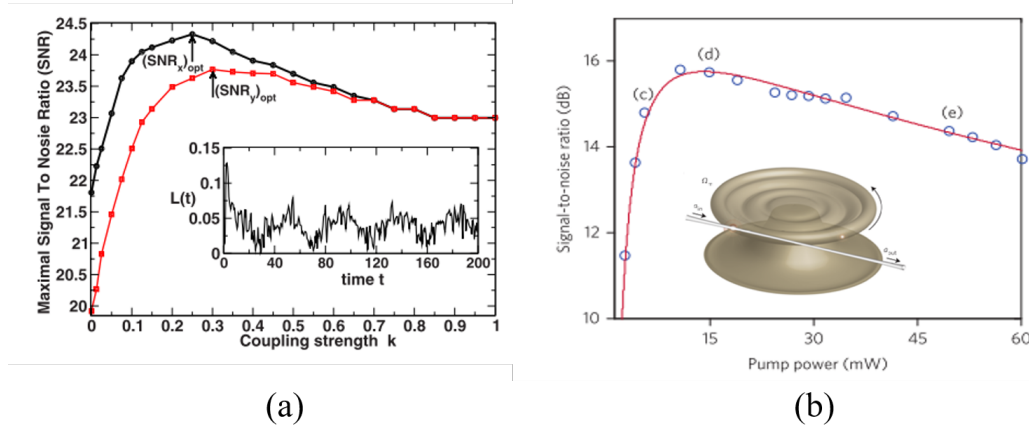 Maximal Signal To Nosie Ratio (SNR)
24.5
24
23.5
23
22.5
22
21.5
21
20.5
20
(SNRx)opt
(SNRy)opt
0.15
0.1
0.05
0
L(t)
0 40 80 120 160 200
time t
0 0.1 0.2 0.3 0.4 0.5 0.6 0.7 0.8 0.9 1
Coupling strength k
(a)
Signal-to-noise ratio (dB)
16
14
12
10
(c)
(d)
(e)
15 30 45 60
Pump power (mW)
(b)